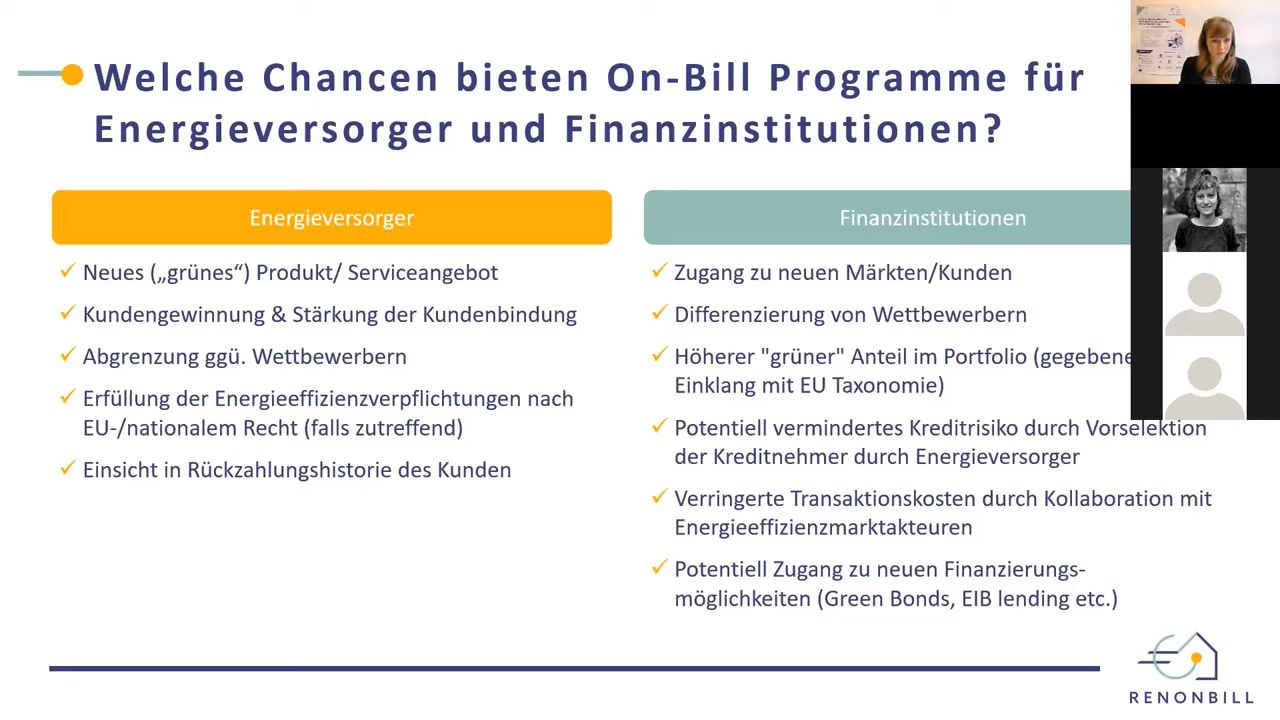 Welche Chancen bieten On-Bill Programme für
Energieversorger und Finanzinstitutionen?
Energieversorger
Neues („grünes“) Produkt/ Serviceangebot
Kundengewinnung & Stärkung der Kundenbindung
Abgrenzung ggü. Wettbewerbern
Erfüllung der Energieeffizienzverpflichtungen nach
EU-/nationalem Recht (falls zutreffend)
Einsicht in Rückzahlungshistorie des Kunden
Finanzinstitutionen
Zugang zu neuen Märkten/Kunden
Differenzierung von Wettbewerbern
Höherer "grüner" Anteil im Portfolio
Einklang mit EU Taxonomie)
Potentiell vermindertes Kreditrisiko durch Vorselektion
der Kreditnehmer durch Energieversorger
Verringerte Transaktionskosten durch Kollaboration mit
Energieeffizienzmarktakteuren
Potentiell Zugang zu neuen Finanzierungs-
möglichkeiten (Green Bonds, EIB lending etc.)
RENONBILL